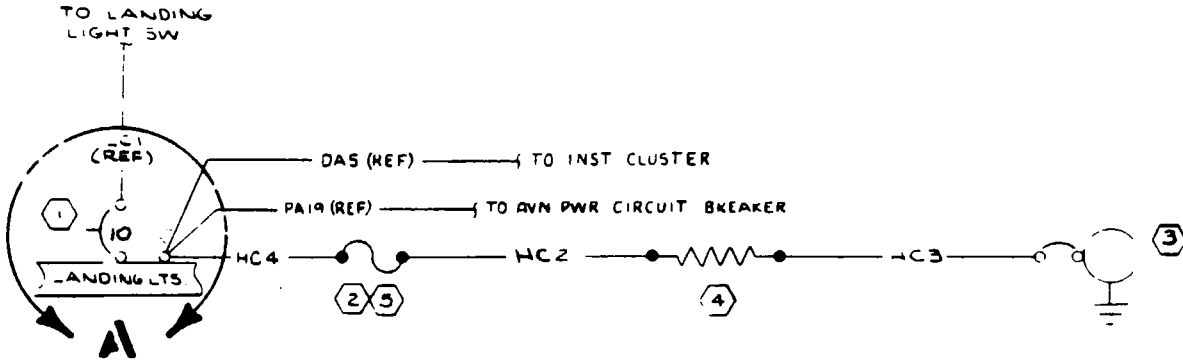 TO LANDING
LIGHT SW
(REF)
DA5 (REF) TO INST CLUSTER
1
PA19 (REF) TO AVN PWR CIRCUIT BREAKER
10
HC4 HC2 HC3 3
LANDING LTS
2 5 4
A